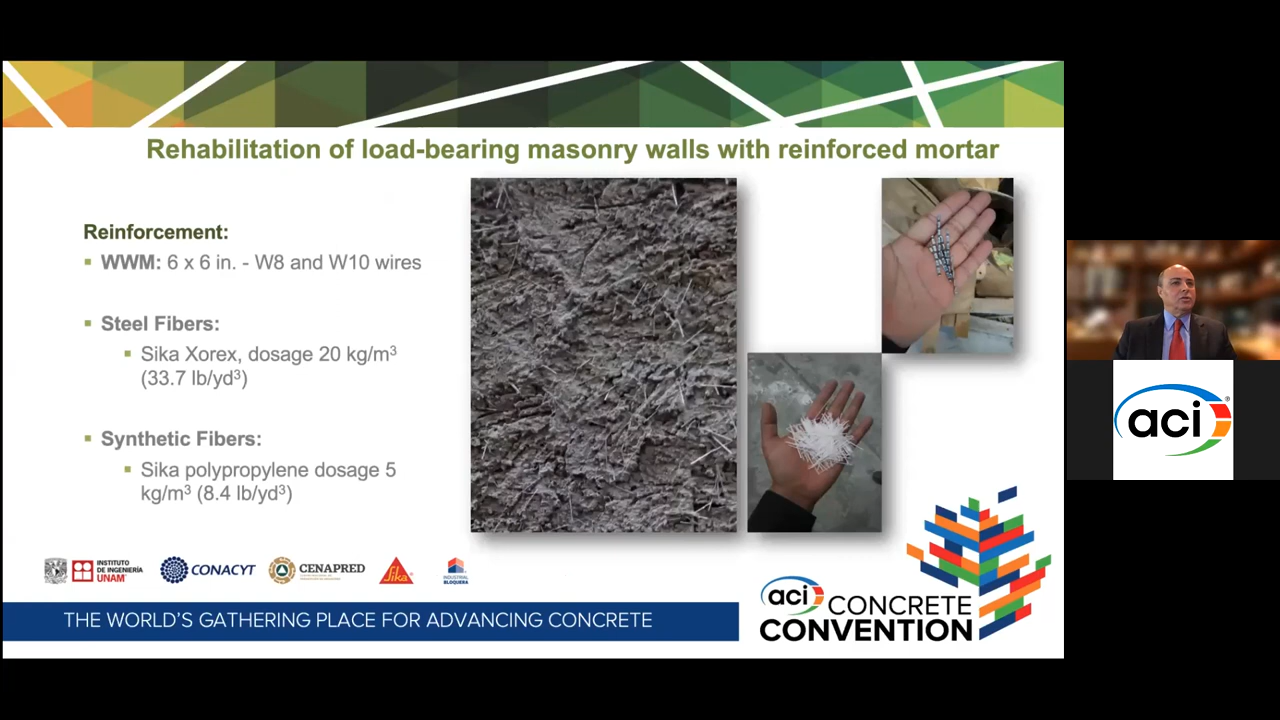 Rehabilitation of load-bearing masonry walls with reinforced mortar
Reinforcement:
▪ WWM: 6 x 6 in. - W8 and W10 wires
▪ Steel Fibers:
▪ Sika Xorex, dosage 20 kg/m³
(33.7 lb/yd³)
▪ Synthetic Fibers:
▪ Sika polypropylene dosage 5
kg/m³ (8.4 lb/yd³)
INSTITUTO
DE INGENIERÍA
UNAM
CONACYT
CENAPRED
Sika
INDUSTRIAL
BLOQUERA
THE WORLD'S GATHERING PLACE FOR ADVANCING CONCRETE
aci CONCRETE
CONVENTION
aci®